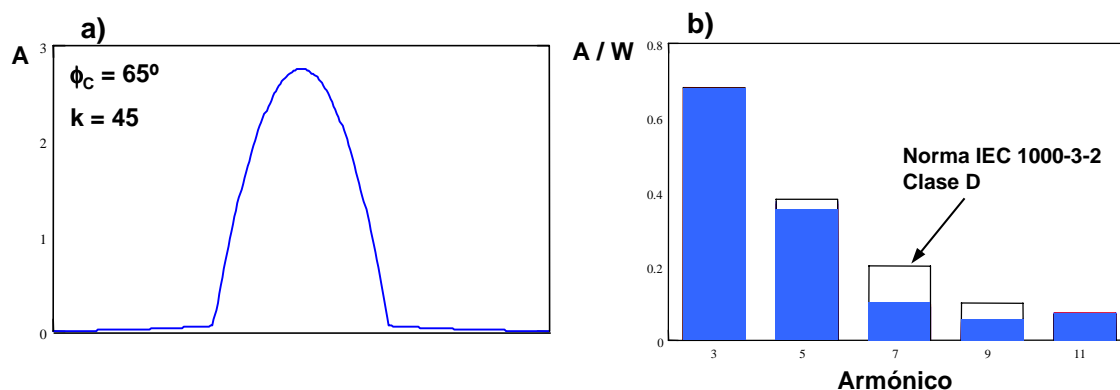 a)
A
3
2
1
0
ϕC = 65º
k = 45
b)
A / W
0.8
0.6
0.4
0.2
0
Norma IEC 1000-3-2
Clase D
3 5 7 9 11
Armónico